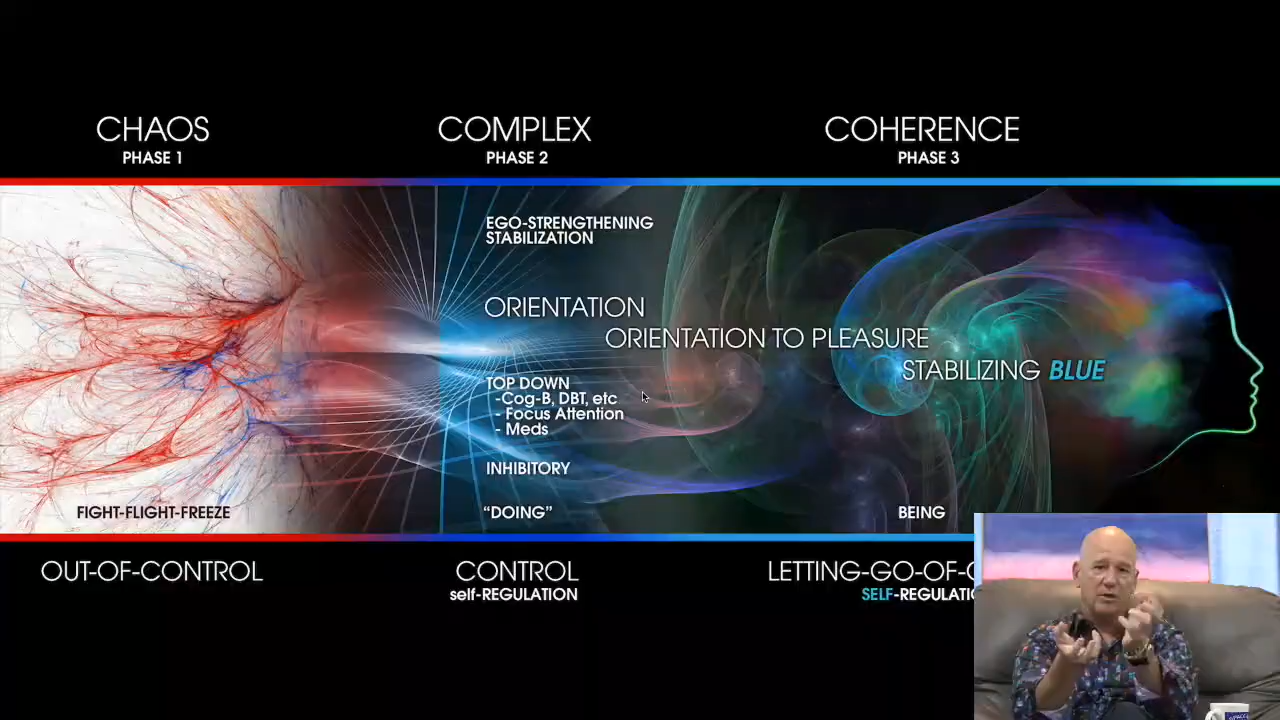 CHAOS
PHASE 1
COMPLEX
PHASE 2
COHERENCE
PHASE 3
EGO-STRENGTHENING
STABILIZATION
ORIENTATION
ORIENTATION TO PLEASURE
STABILIZING BLUE
TOP DOWN
-Cog-B, DBT, etc
- Focus Attention
- Meds
INHIBITORY
FIGHT-FLIGHT-FREEZE
“DOING”
BEING
OUT-OF-CONTROL
CONTROL
self-REGULATION
LETTING-GO-OF-
SELF-REGULATIO